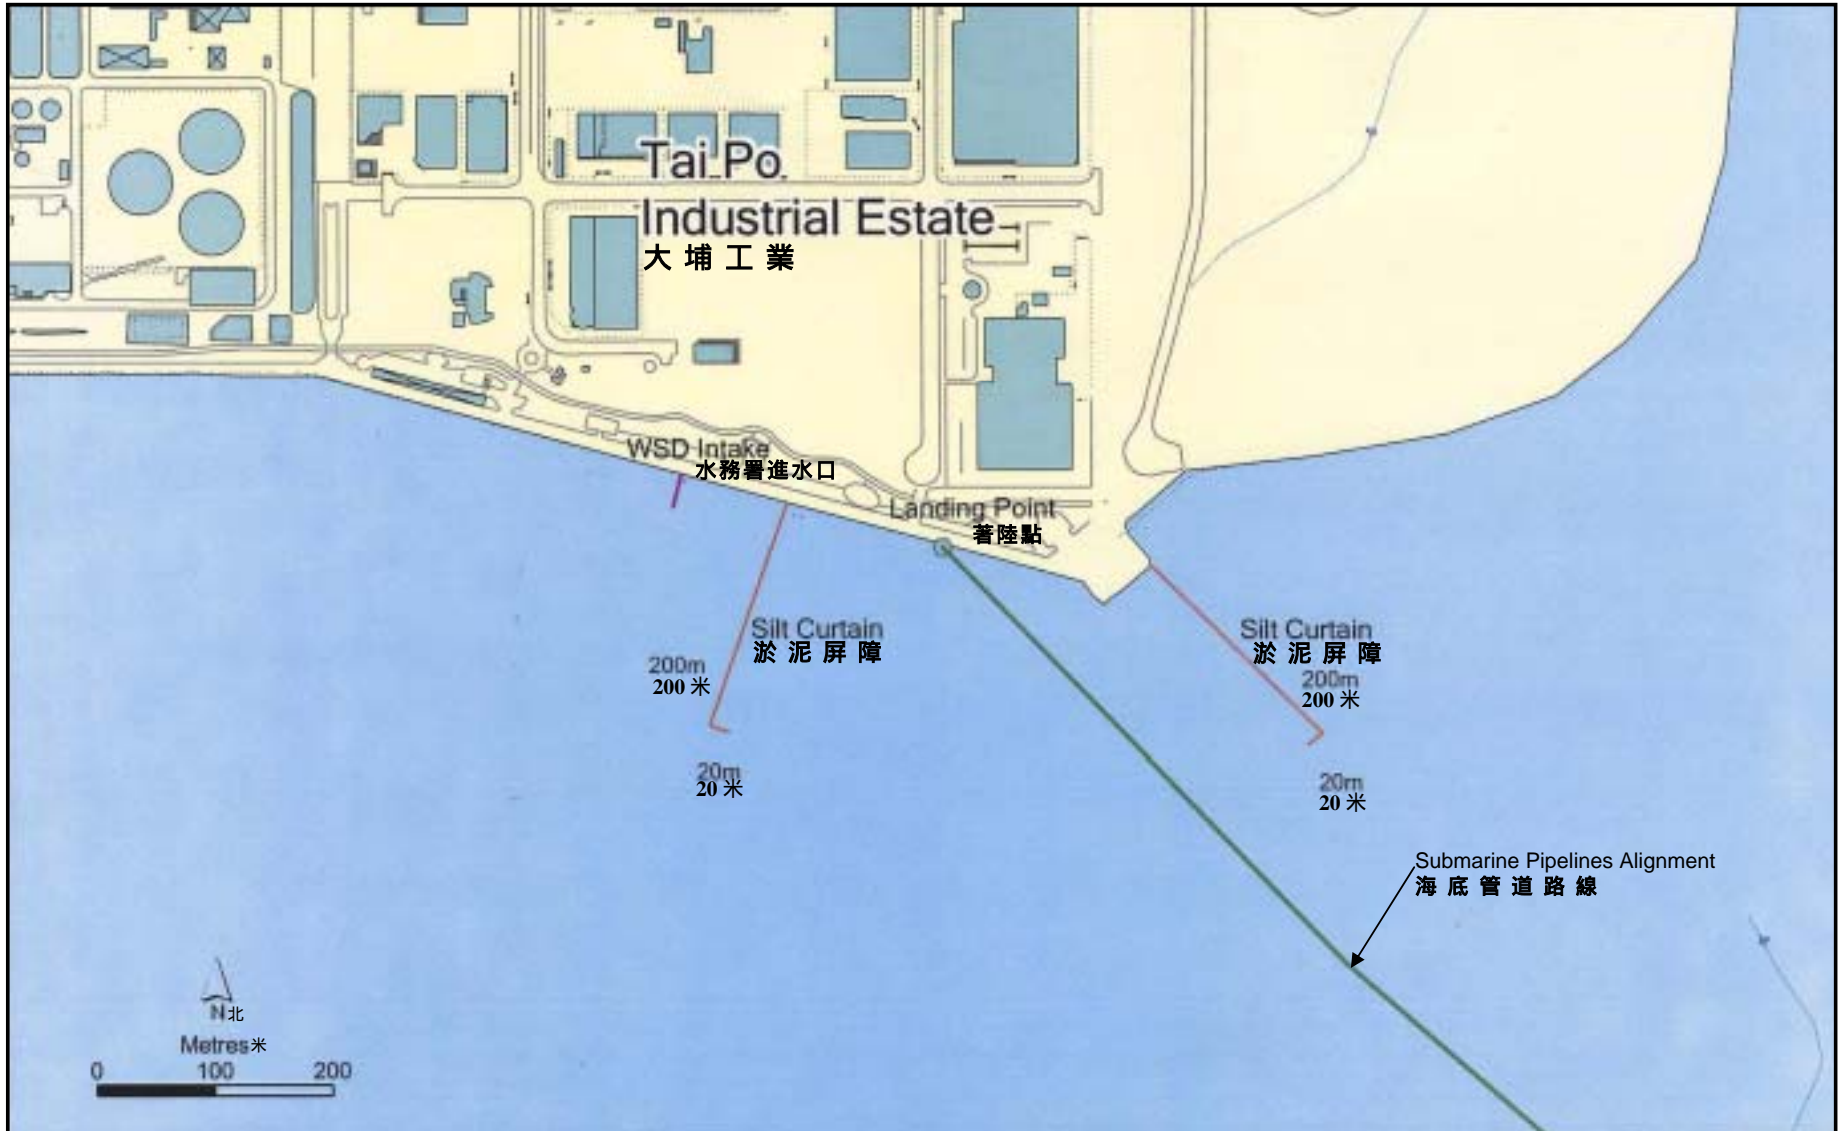 Tai Po
Industrial Estate
大埔工業
WSD Intake
水務署進水口
Landing Point
著陸點
Silt Curtain
淤泥屏障
200m
200 米
20m
20 米
Silt Curtain
淤泥屏障
200m
200 米
20m
20 米
Submarine Pipelines Alignment
海底管道路線
N北
Metres米
0 100 200